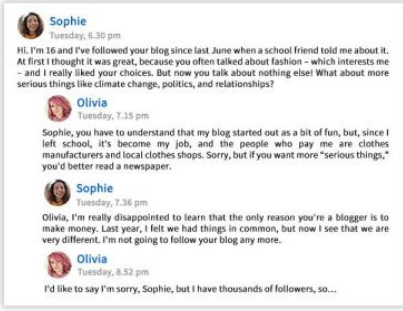 Sophie
Tuesday, 6.30 pm
Hi. I'm 16 and I've followed your blog since last June when a school friend told me about it.
At first I thought it was great, because you often talked about fashion – which interests me
– and I really liked your choices. But now you talk about nothing else! What about more
serious things like climate change, politics, and relationships?
Olivia
Tuesday, 7.15 pm
Sophie, you have to understand that my blog started out as a bit of fun, but, since I
left school, it's become my job, and the people who pay me are clothes
manufacturers and local clothes shops. Sorry, but if you want more “serious things,”
you'd better read a newspaper.
Sophie
Tuesday, 7.36 pm
Olivia, I'm really disappointed to learn that the only reason you're a blogger is to
make money. Last year, I felt we had things in common, but now I see that we are
very different. I'm not going to follow your blog any more.
Olivia
Tuesday, 8.52 pm
I'd like to say I'm sorry, Sophie, but I have thousands of followers, so…